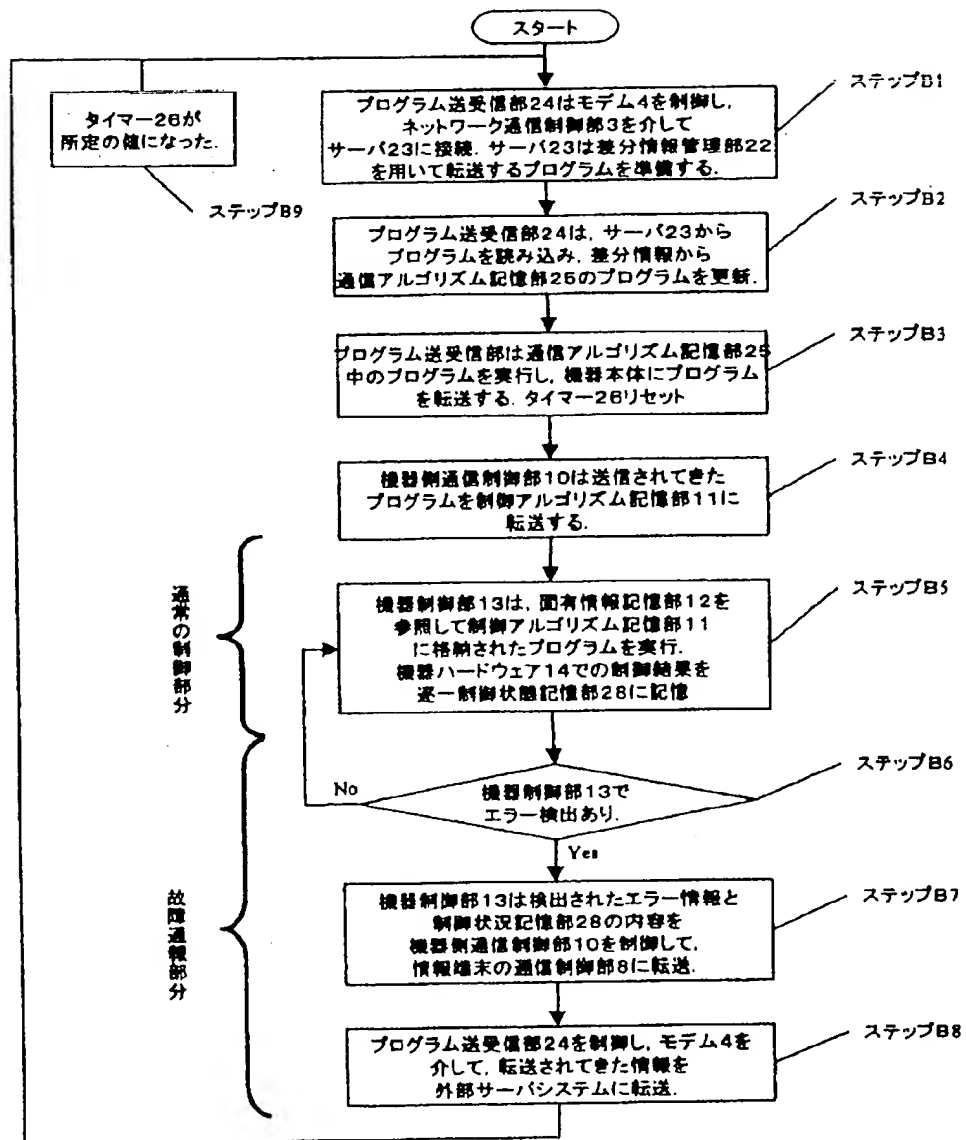 スタート
ステップB1
プログラム送受信部24はモデム4を制御し,
ネットワーク通信制御部3を介して
サーバ23に接続. サーバ23は差分情報管理部22
を用いて転送するプログラムを準備する.
タイマー26が
所定の値になった.
ステップB9
ステップB2
プログラム送受信部24は, サーバ23から
プログラムを読み込み, 差分情報から
通信アルゴリズム記憶部25のプログラムを更新.
ステップB3
プログラム送受信部は通信アルゴリズム記憶部25
中のプログラムを実行し, 機器本体にプログラム
を転送する. タイマー26リセット
ステップB4
機器側通信制御部10は送信されてきた
プログラムを制御アルゴリズム記憶部11に
転送する.
通常の制御部分
ステップB5
機器制御部13は, 固有情報記憶部12を
参照して制御アルゴリズム記憶部11
に格納されたプログラムを実行.
機器ハードウェア14での制御結果を
逐一制御状態記憶部28に記憶
ステップB6
No
機器制御部13で
エラー検出あり.
Yes
故障通報部分
ステップB7
機器制御部13は検出されたエラー情報と
制御状況記憶部28の内容を
機器側通信制御部10を制御して,
情報端末の通信制御部8に転送.
ステップB8
プログラム送受信部24を制御し, モデム4を
介して, 転送されてきた情報を
外部サーバシステムに転送.